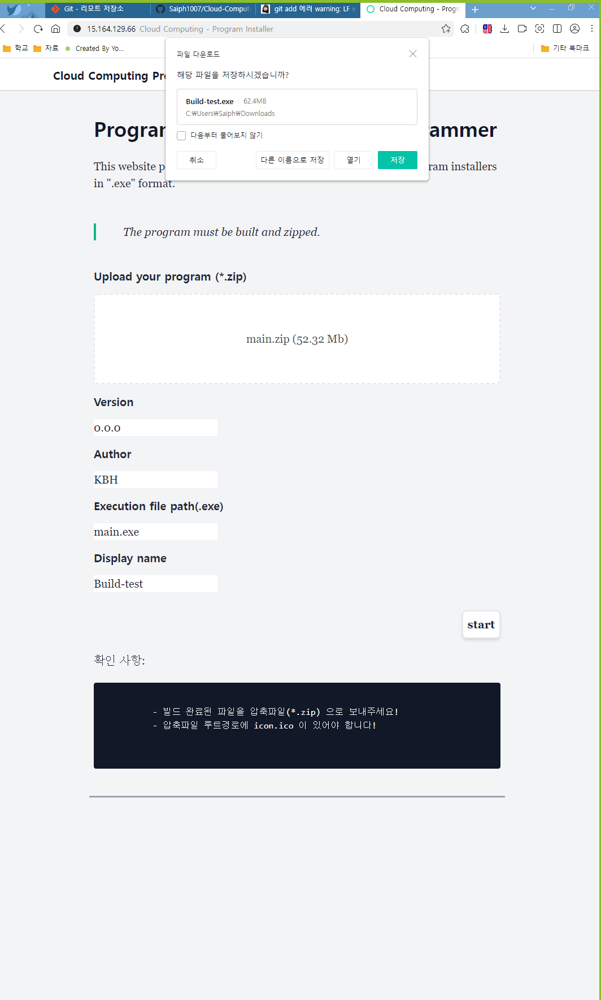 Git - 리모트 저장소
Saiph1007/Cloud-Comput
git add 에러 warning: LF w
Cloud Computing - Progra
15.164.129.66 Cloud Computing - Program Installer
학교
자료
Created By Yo...
기타 북마크
파일 다운로드
해당 파일을 저장하시겠습니까?
Build-test.exe 62.4MB
C:₩Users₩Saiph₩Downloads
다음부터 물어보지 않기
취소
다른 이름으로 저장
열기
저장
Cloud Computing Pro
Program
ammer
This website p
ram installers
in ".exe" format.
The program must be built and zipped.
Upload your program (*.zip)
main.zip (52.32 Mb)
Version
0.0.0
Author
KBH
Execution file path(.exe)
main.exe
Display name
Build-test
start
확인 사항:
- 빌드 완료된 파일을 압축파일(*.zip) 으로 보내주세요!
- 압축파일 루트경로에 icon.ico 이 있어야 합니다!